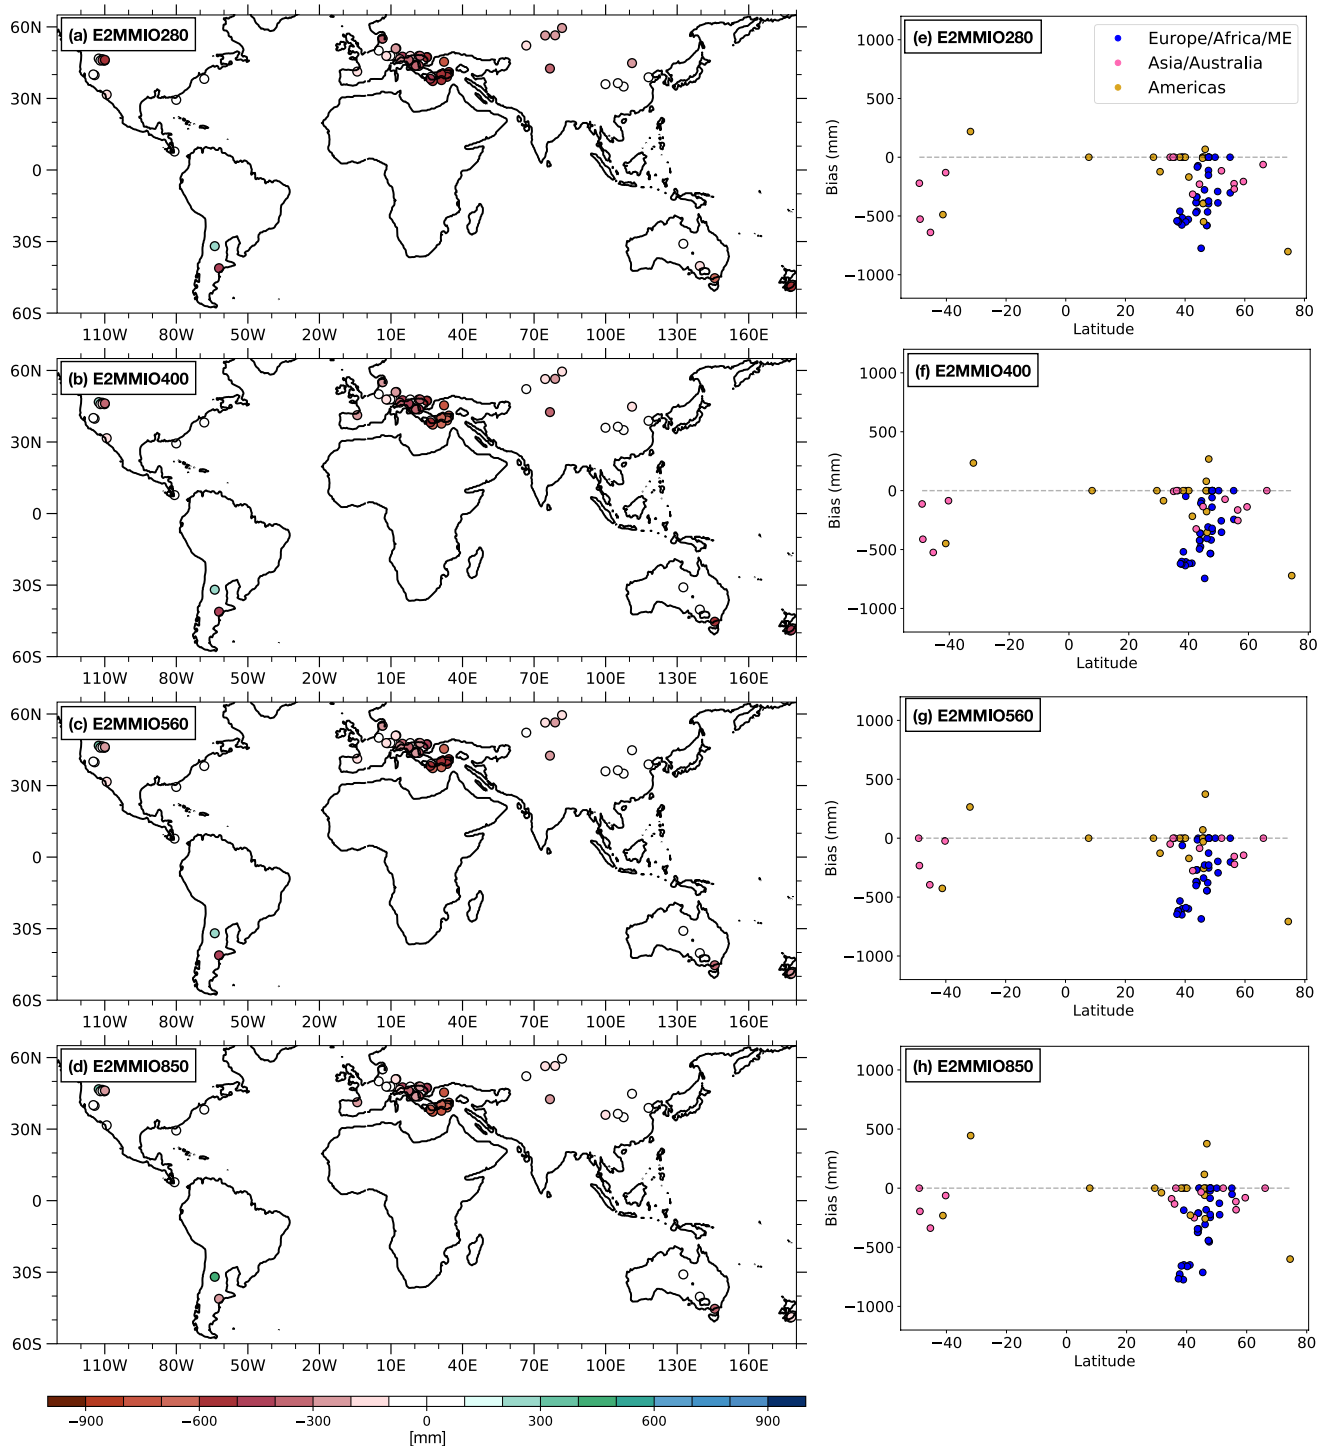 (a) E2MMIO280
60N
30N
0
30S
60S
110W 80W 50W 20W 10E 40E 70E 100E 130E 160E
(e) E2MMIO280
Europe/Africa/ME
Asia/Australia
Americas
1000
500
0
−500
−1000
Bias (mm)
−40 −20 0 20 40 60 80
Latitude
(b) E2MMIO400
60N
30N
0
30S
60S
110W 80W 50W 20W 10E 40E 70E 100E 130E 160E
(f) E2MMIO400
1000
500
0
−500
−1000
Bias (mm)
−40 −20 0 20 40 60 80
Latitude
(c) E2MMIO560
60N
30N
0
30S
60S
110W 80W 50W 20W 10E 40E 70E 100E 130E 160E
(g) E2MMIO560
1000
500
0
−500
−1000
Bias (mm)
−40 −20 0 20 40 60 80
Latitude
(d) E2MMIO850
60N
30N
0
30S
60S
110W 80W 50W 20W 10E 40E 70E 100E 130E 160E
(h) E2MMIO850
1000
500
0
−500
−1000
Bias (mm)
−40 −20 0 20 40 60 80
Latitude
−900 −600 −300 0 300 600 900
[mm]